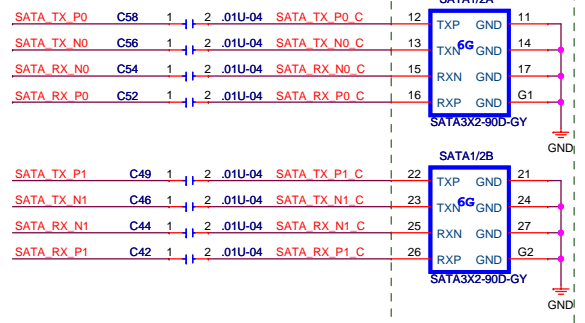 SATA1/2A
SATA_TX_P0 C58 1 2 .01U-04 SATA_TX_P0_C 12 TXP GND 11
SATA_TX_N0 C56 1 2 .01U-04 SATA_TX_N0_C 13 TXN 6G GND 14
SATA_RX_N0 C54 1 2 .01U-04 SATA_RX_N0_C 15 RXN GND 17
SATA_RX_P0 C52 1 2 .01U-04 SATA_RX_P0_C 16 RXP GND G1
SATA3X2-90D-GY
GND
SATA1/2B
SATA_TX_P1 C49 1 2 .01U-04 SATA_TX_P1_C 22 TXP GND 21
SATA_TX_N1 C46 1 2 .01U-04 SATA_TX_N1_C 23 TXN 6G GND 24
SATA_RX_N1 C44 1 2 .01U-04 SATA_RX_N1_C 25 RXN GND 27
SATA_RX_P1 C42 1 2 .01U-04 SATA_RX_P1_C 26 RXP GND G2
SATA3X2-90D-GY
GND